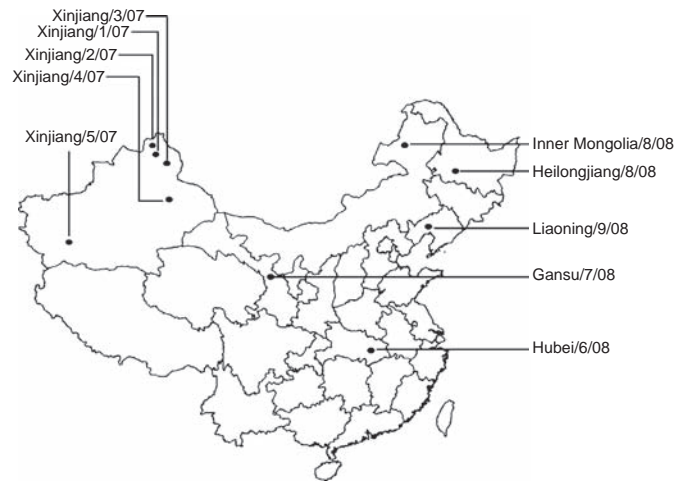 Xinjiang/3/07
Xinjiang/1/07
Xinjiang/2/07
Xinjiang/4/07
Xinjiang/5/07
Inner Mongolia/8/08
Heilongjiang/8/08
Liaoning/9/08
Gansu/7/08
Hubei/6/08